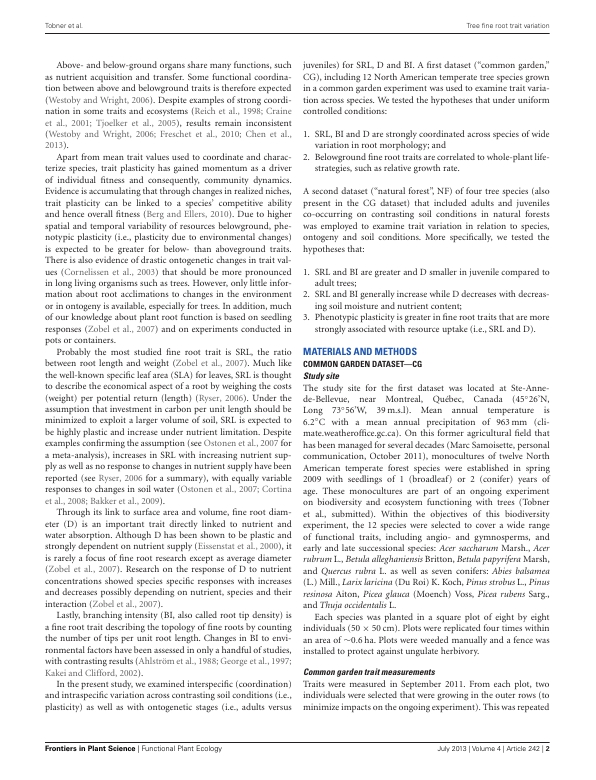 Tobner et al.
Tree fine root trait variation
Above- and below-ground organs share many functions, such
as nutrient acquisition and transfer. Some functional coordina-
tion between above and belowground traits is therefore expected
(Westoby and Wright, 2006). Despite examples of strong coordi-
nation in some traits and ecosystems (Reich et al., 1998; Craine
et al., 2001; Tjoelker et al., 2005), results remain inconsistent
(Westoby and Wright, 2006; Freschet et al., 2010; Chen et al.,
2013).
Apart from mean trait values used to coordinate and charac-
terize species, trait plasticity has gained momentum as a driver
of individual fitness and consequently, community dynamics.
Evidence is accumulating that through changes in realized niches,
trait plasticity can be linked to a species' competitive ability
and hence overall fitness (Berg and Ellers, 2010). Due to higher
spatial and temporal variability of resources belowground, phe-
notypic plasticity (i.e., plasticity due to environmental changes)
is expected to be greater for below- than aboveground traits.
There is also evidence of drastic ontogenetic changes in trait val-
ues (Cornelissen et al., 2003) that should be more pronounced
in long living organisms such as trees. However, only little infor-
mation about root acclimations to changes in the environment
or in ontogeny is available, especially for trees. In addition, much
of our knowledge about plant root function is based on seedling
responses (Zobel et al., 2007) and on experiments conducted in
pots or containers.
Probably the most studied fine root trait is SRL, the ratio
between root length and weight (Zobel et al., 2007). Much like
the well-known specific leaf area (SLA) for leaves, SRL is thought
to describe the economical aspect of a root by weighing the costs
(weight) per potential return (length) (Ryser, 2006). Under the
assumption that investment in carbon per unit length should be
minimized to exploit a larger volume of soil, SRL is expected to
be highly plastic and increase under nutrient limitation. Despite
examples confirming the assumption (see Ostonen et al., 2007 for
a meta-analysis), increases in SRL with increasing nutrient sup-
ply as well as no response to changes in nutrient supply have been
reported (see Ryser, 2006 for a summary), with equally variable
responses to changes in soil water (Ostonen et al., 2007; Cortina
et al., 2008; Bakker et al., 2009).
Through its link to surface area and volume, fine root diam-
eter (D) is an important trait directly linked to nutrient and
water absorption. Although D has been shown to be plastic and
strongly dependent on nutrient supply (Eissenstat et al., 2000), it
is rarely a focus of fine root research except as average diameter
(Zobel et al., 2007). Research on the response of D to nutrient
concentrations showed species specific responses with increases
and decreases possibly depending on nutrient, species and their
interaction (Zobel et al., 2007).
Lastly, branching intensity (BI, also called root tip density) is
a fine root trait describing the topology of fine roots by counting
the number of tips per unit root length. Changes in BI to envi-
ronmental factors have been assessed in only a handful of studies,
with contrasting results (Ahlström et al., 1988; George et al., 1997;
Kakei and Clifford, 2002).
In the present study, we examined interspecific (coordination)
and intraspecific variation across contrasting soil conditions (i.e.,
plasticity) as well as with ontogenetic stages (i.e., adults versus
juveniles) for SRL, D and BI. A first dataset ("common garden,"
CG), including 12 North American temperate tree species grown
in a common garden experiment was used to examine trait varia-
tion across species. We tested the hypotheses that under uniform
controlled conditions:
1. SRL, BI and D are strongly coordinated across species of wide
variation in root morphology; and
2. Belowground fine root traits are correlated to whole-plant life-
strategies, such as relative growth rate.
A second dataset ("natural forest", NF) of four tree species (also
present in the CG dataset) that included adults and juveniles
co-occurring on contrasting soil conditions in natural forests
was employed to examine trait variation in relation to species,
ontogeny and soil conditions. More specifically, we tested the
hypotheses that:
1. SRL and BI are greater and D smaller in juvenile compared to
adult trees;
2. SRL and BI generally increase while D decreases with decreas-
ing soil moisture and nutrient content;
3. Phenotypic plasticity is greater in fine root traits that are more
strongly associated with resource uptake (i.e., SRL and D).
MATERIALS AND METHODS
COMMON GARDEN DATASET—CG
Study site
The study site for the first dataset was located at Ste-Anne-
de-Bellevue, near Montreal, Québec, Canada (45°26'N,
Long 73°56'W, 39 m.s.l). Mean annual temperature is
6.2°C with a mean annual precipitation of 963 mm (cli-
mate.weatheroffice.gc.ca). On this former agricultural field that
has been managed for several decades (Marc Samoisette, personal
communication, October 2011), monocultures of twelve North
American temperate forest species were established in spring
2009 with seedlings of 1 (broadleaf) or 2 (conifer) years of
age. These monocultures are part of an ongoing experiment
on biodiversity and ecosystem functioning with trees (Tobner
et al., submitted). Within the objectives of this biodiversity
experiment, the 12 species were selected to cover a wide range
of functional traits, including angio- and gymnosperms, and
early and late successional species: Acer saccharum Marsh., Acer
rubrum L., Betula alleghaniensis Britton, Betula papyrifera Marsh,
and Quercus rubra L. as well as seven conifers: Abies balsamea
(L.) Mill., Larix laricina (Du Roi) K. Koch, Pinus strobus L., Pinus
resinosa Aiton, Picea glauca (Moench) Voss, Picea rubens Sarg.,
and Thuja occidentalis L.
Each species was planted in a square plot of eight by eight
individuals (50 × 50 cm). Plots were replicated four times within
an area of ~0.6 ha. Plots were weeded manually and a fence was
installed to protect against ungulate herbivory.
Common garden trait measurements
Traits were measured in September 2011. From each plot, two
individuals were selected that were growing in the outer rows (to
minimize impacts on the ongoing experiment). This was repeated
Frontiers in Plant Science | Functional Plant Ecology
July 2013 | Volume 4 | Article 242 | 2